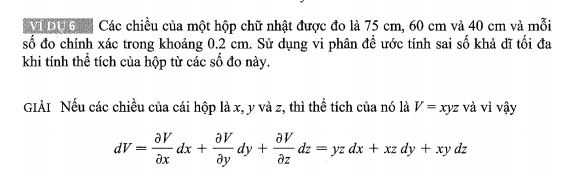 VÍ DỤ 6 Các chiều của một hộp chữ nhật được đo là 75 cm, 60 cm và 40 cm và mỗi
số đo chính xác trong khoảng 0.2 cm. Sử dụng vi phân để ước tính sai số khả dĩ tối đa
khi tính thể tích của hộp từ các số đo này.
GIẢI Nếu các chiều của cái hộp là x, y và z, thì thể tích của nó là V = xyz và vì vậy
dV = ∂V/∂x dx + ∂V/∂y dy + ∂V/∂z dz = yz dx + xz dy + xy dz